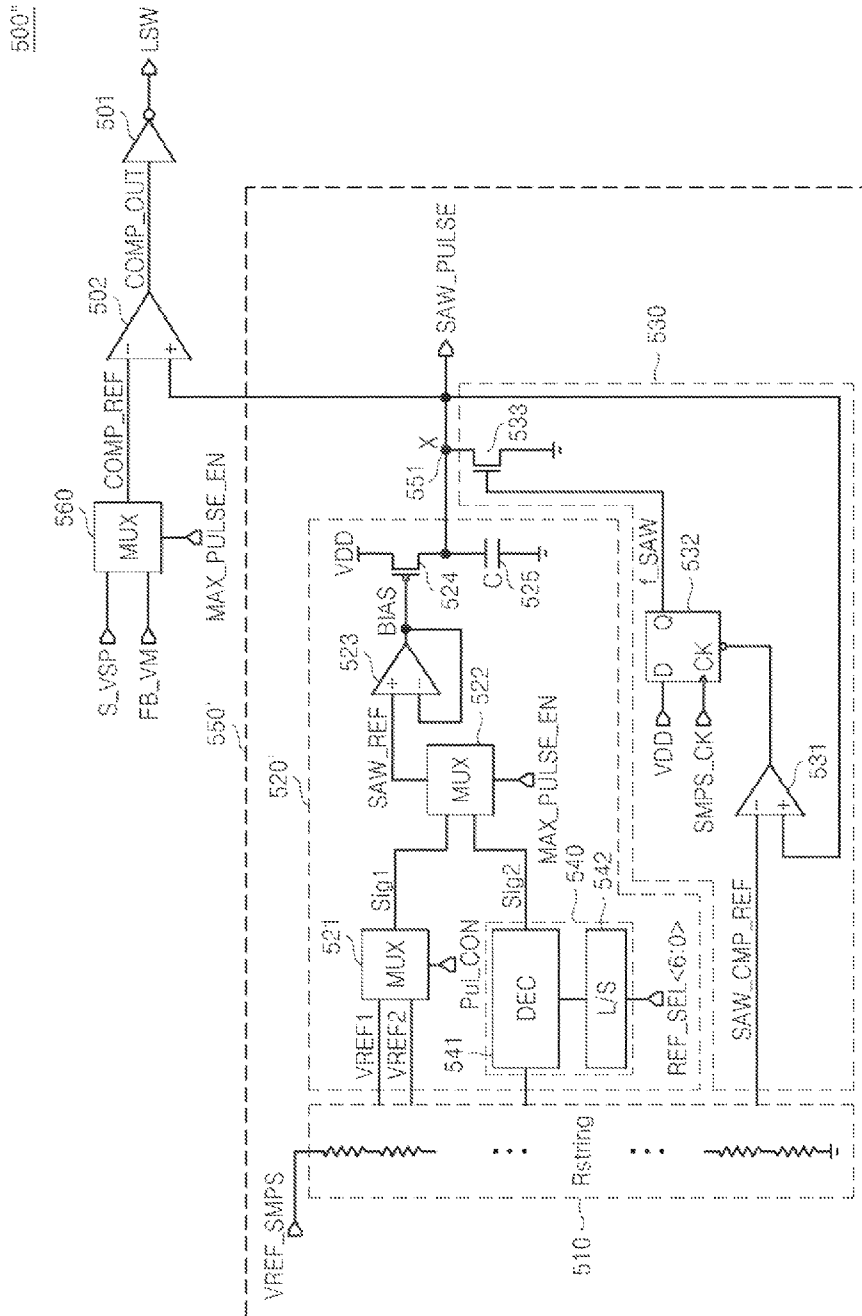 500"
S_VSP
FB_VM
560
MUX
MAX_PULSE_EN
COMP_REF
502
−
+
COMP_OUT
501
LSW
550'
VREF_SMPS
510
Rstring
520'
VREF1
VREF2
521
MUX
Pul_CON
Sig1
541
DEC
Sig2
540
L/S
542
REF_SEL<6:0>
522
MUX
MAX_PULSE_EN
SAW_REF
523
+
−
BIAS
VDD
524
C
525
551
X
SAW_PULSE
533
530
f_SAW
532
D
Q
CK
VDD
SMPS_CK
SAW_CMP_REF
−
+
531